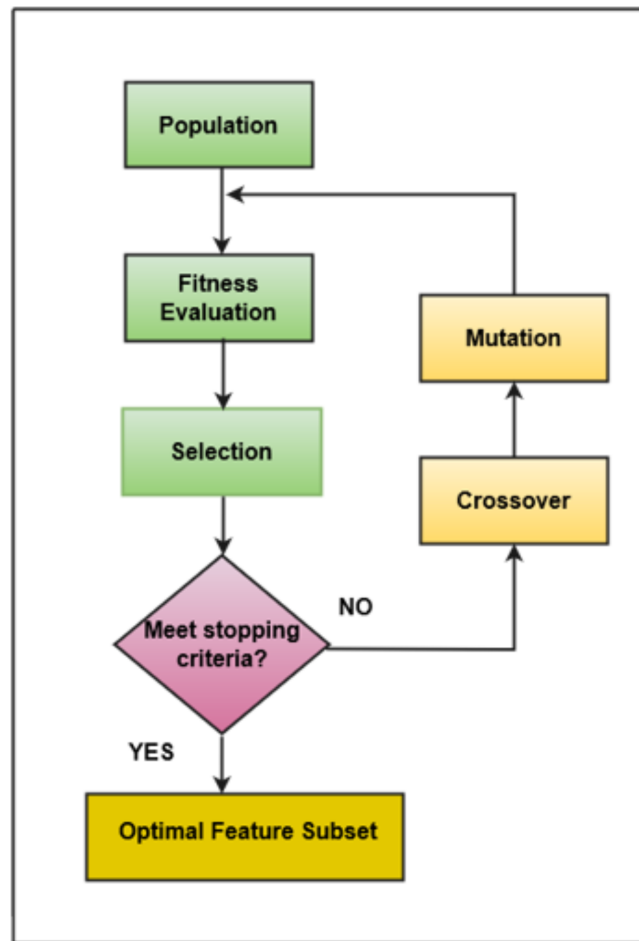 Population
Fitness
Evaluation
Mutation
Selection
Crossover
NO
Meet stopping
criteria?
YES
Optimal Feature Subset